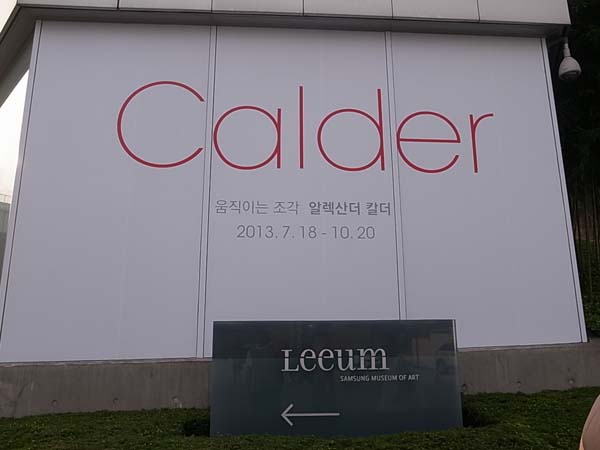 Calder
움직이는 조각 알렉산더 칼더
2013. 7. 18 - 10. 20
Leeum
SAMSUNG MUSEUM OF ART